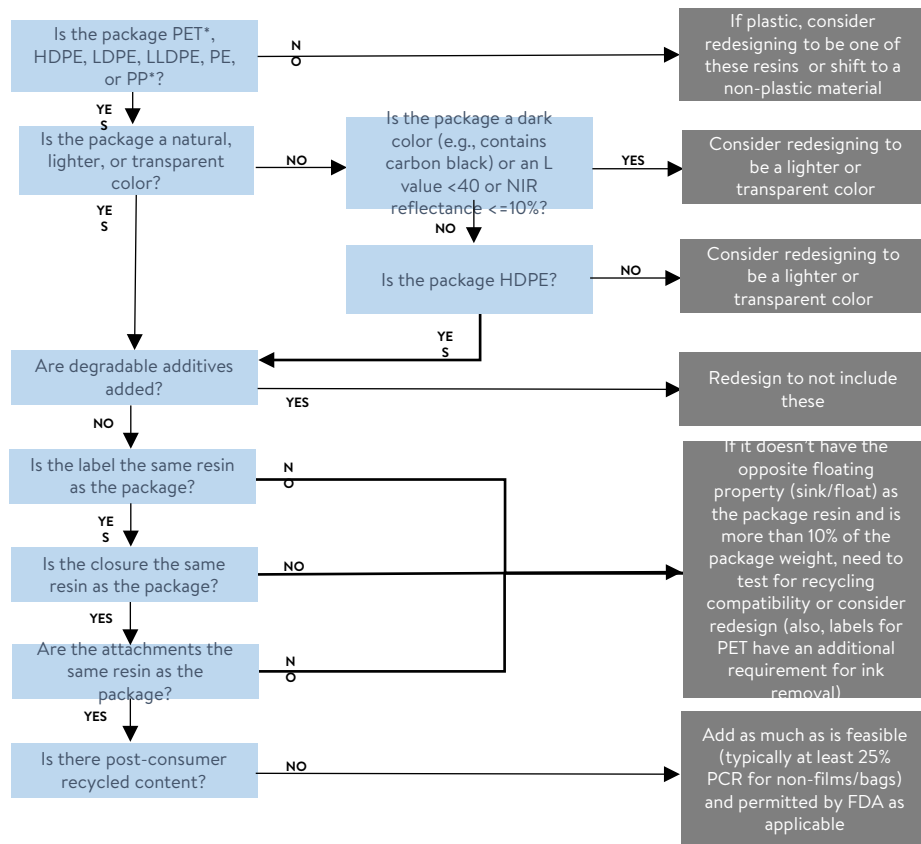 Is the package PET*,
HDPE, LDPE, LLDPE, PE,
or PP*?
N
O
If plastic, consider
redesigning to be one of
these resins or shift to a
non-plastic material
YE
S
Is the package a natural,
lighter, or transparent
color?
NO
Is the package a dark
color (e.g., contains
carbon black) or an L
value <40 or NIR
reflectance <=10%?
YES
Consider redesigning to
be a lighter or
transparent color
YE
S
NO
Is the package HDPE?
NO
Consider redesigning to
be a lighter or
transparent color
YE
S
Are degradable additives
added?
YES
Redesign to not include
these
NO
Is the label the same resin
as the package?
N
O
If it doesn't have the
opposite floating
property (sink/float) as
the package resin and is
more than 10% of the
package weight, need to
test for recycling
compatibility or consider
redesign (also, labels for
PET have an additional
requirement for ink
removal)
YE
S
Is the closure the same
resin as the package?
NO
YES
Are the attachments the
same resin as the
package?
N
O
YES
Is there post-consumer
recycled content?
NO
Add as much as is feasible
(typically at least 25%
PCR for non-films/bags)
and permitted by FDA as
applicable